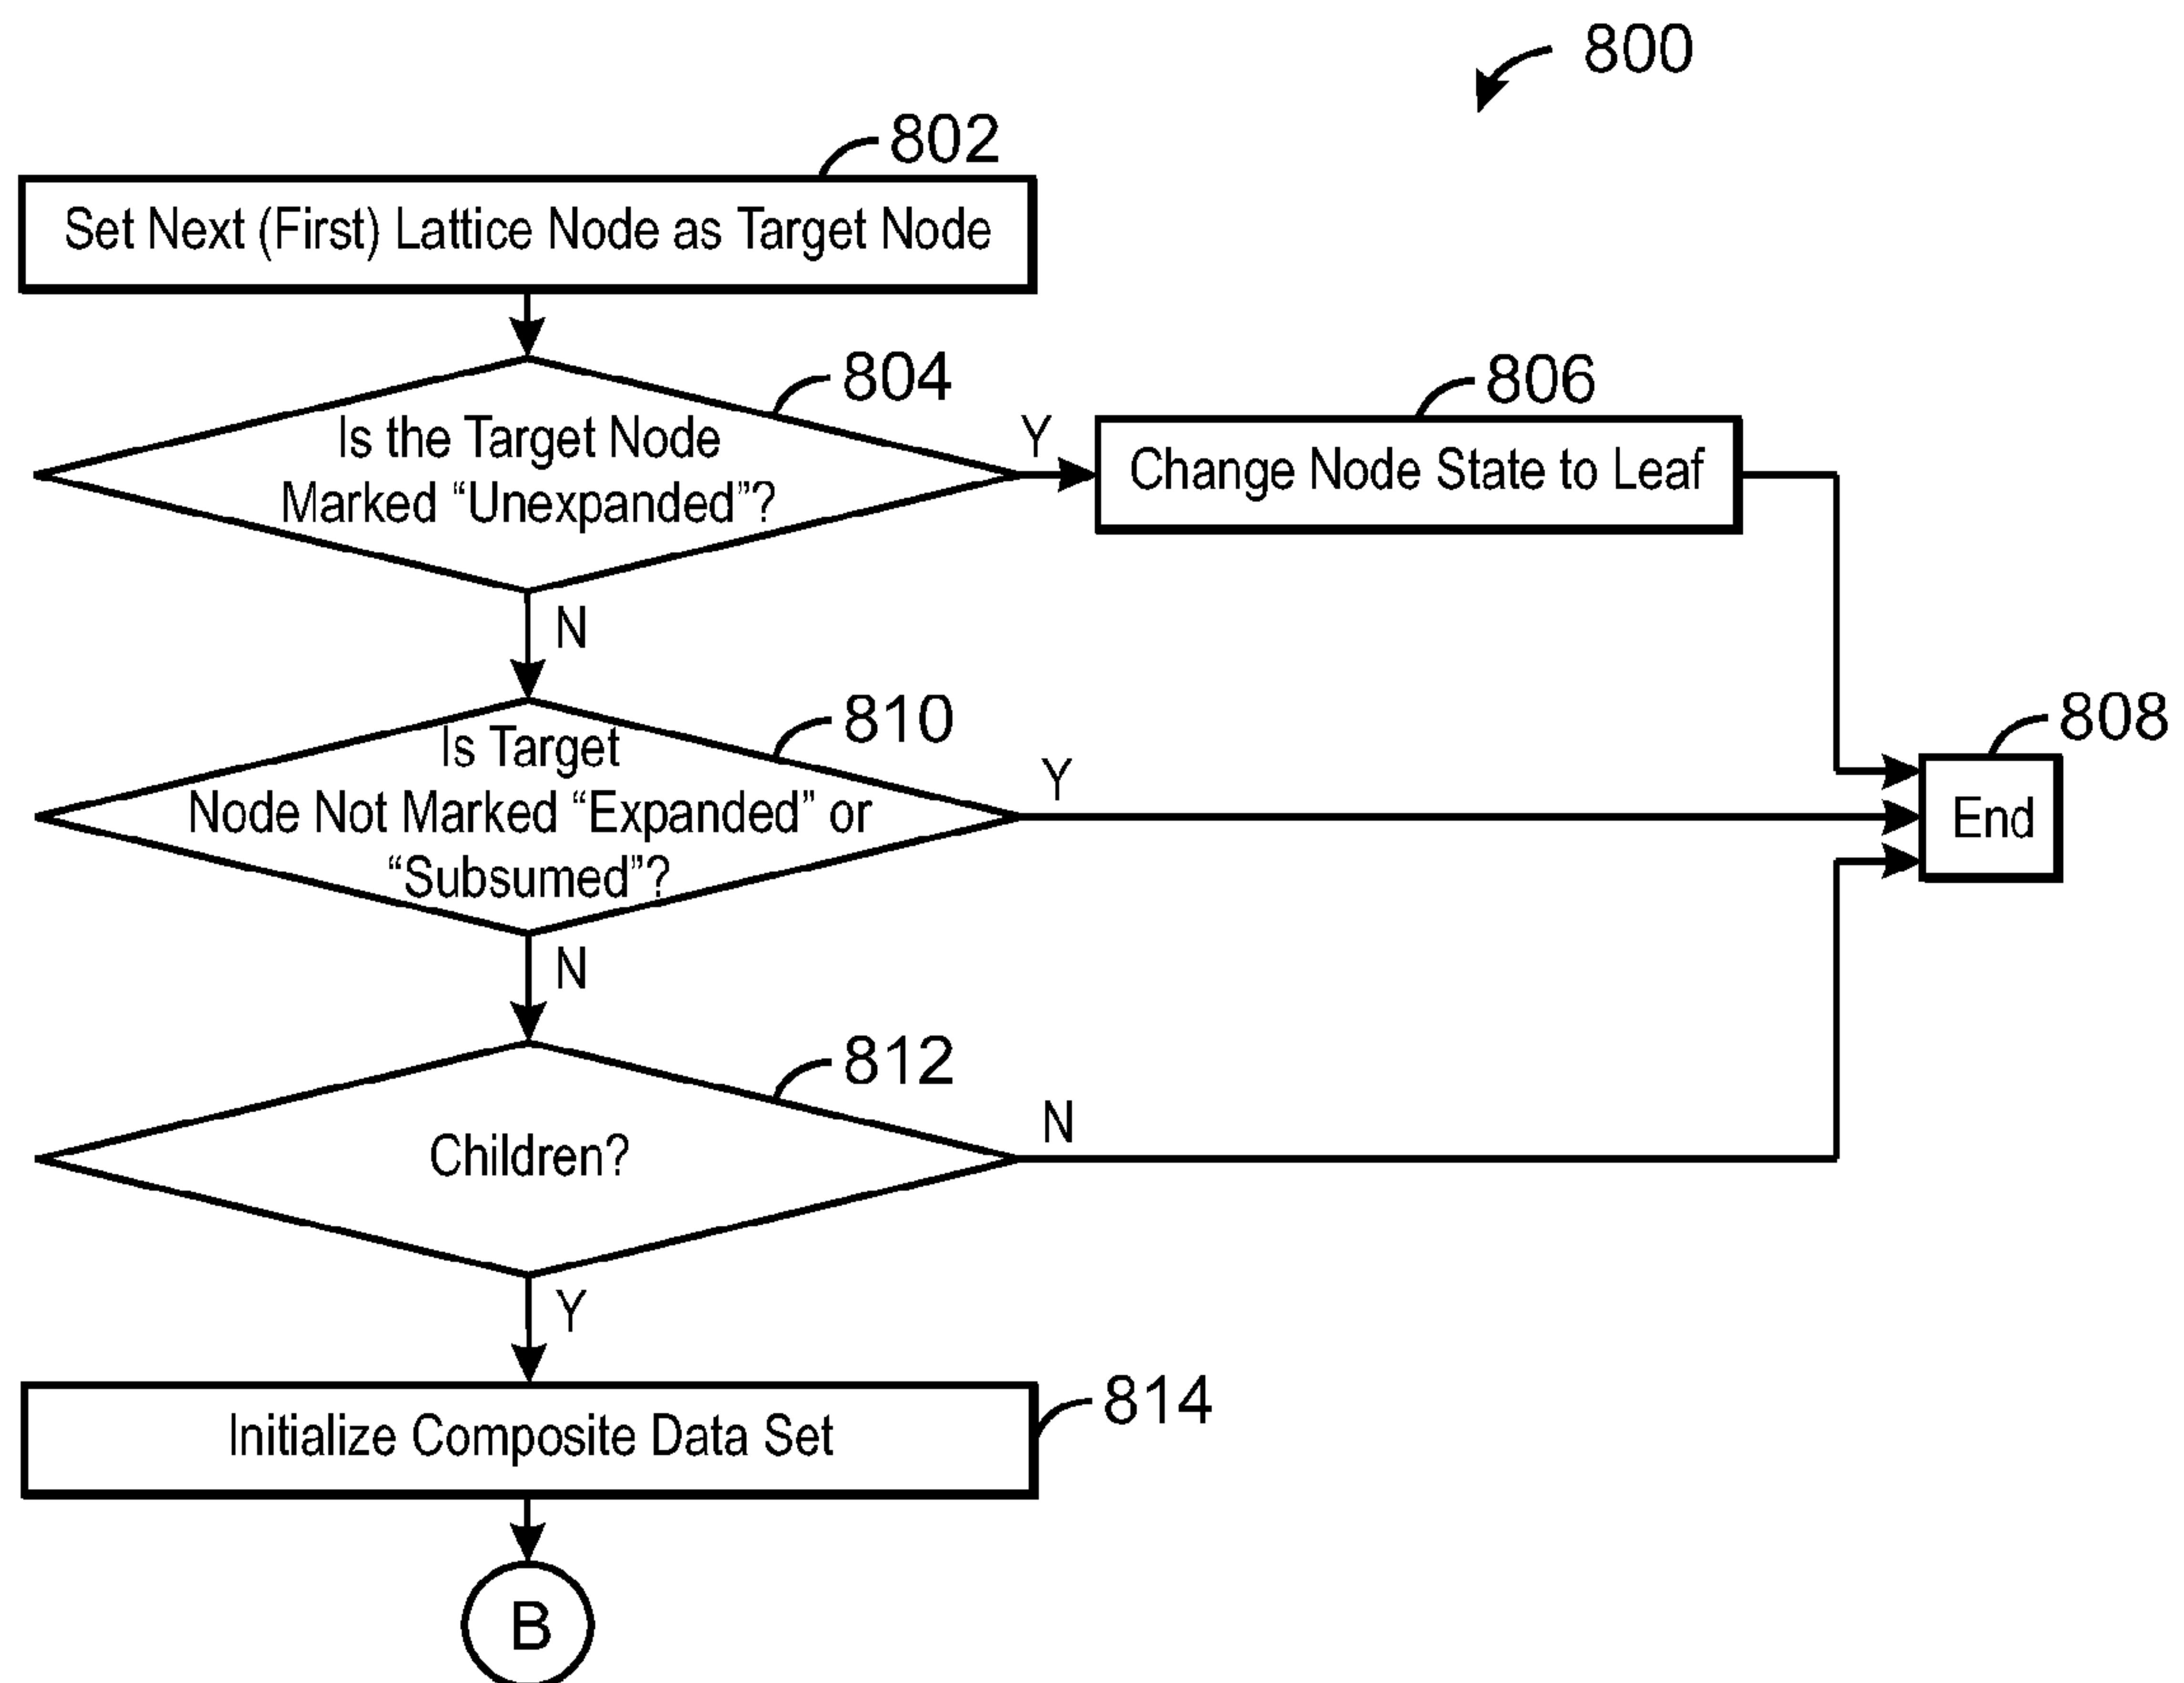 800
802
Set Next (First) Lattice Node as Target Node
804
Is the Target Node
Marked “Unexpanded”?
Y
806
Change Node State to Leaf
N
810
Is Target
Node Not Marked “Expanded” or
“Subsumed”?
Y
808
End
N
812
Children?
N
Y
814
Initialize Composite Data Set
B